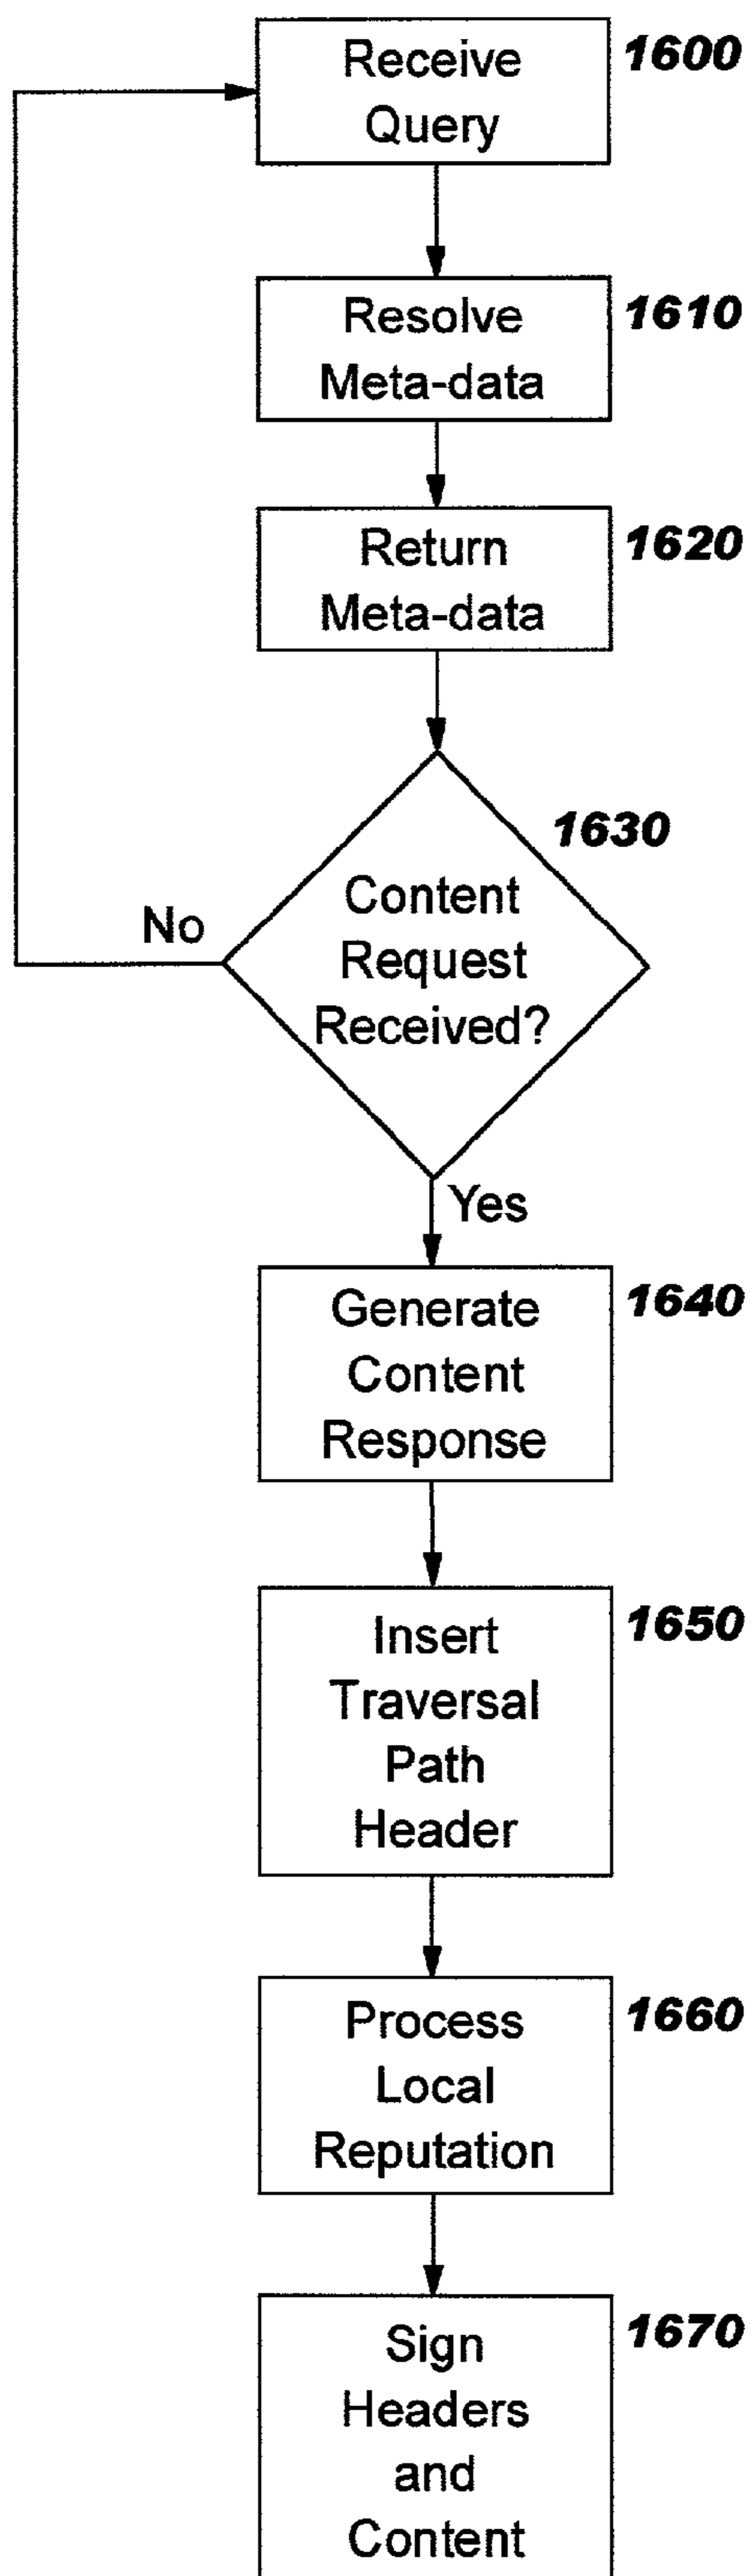 Receive
Query
1600
Resolve
Meta-data
1610
Return
Meta-data
1620
Content
Request
Received?
1630
No
Yes
Generate
Content
Response
1640
Insert
Traversal
Path
Header
1650
Process
Local
Reputation
1660
Sign
Headers
and
Content
1670